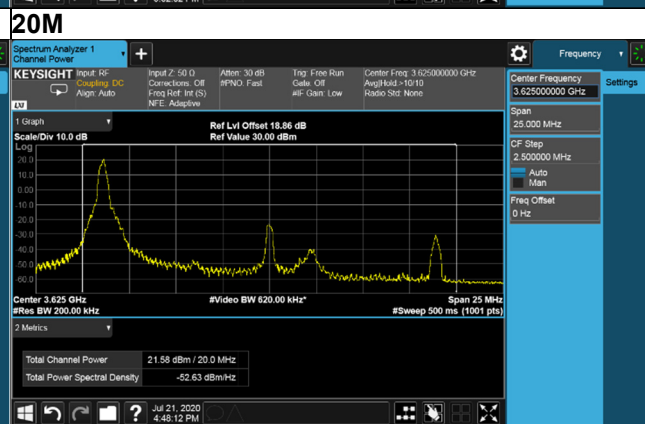 20M
Spectrum Analyzer 1
Channel Power
+
Frequency
KEYSIGHT
Input: RF
Coupling: DC
Align: Auto
Input Z: 50 Ω
Corrections: Off
Freq Ref: Int (S)
NFE: Adaptive
Atten: 30 dB
#PNO: Fast
Trig: Free Run
Gate: Off
#IF Gain: Low
Center Freq: 3.625000000 GHz
Avg|Hold:>10/10
Radio Std: None
LXI
Center Frequency
3.625000000 GHz
Settings
Span
25.000 MHz
CF Step
2.500000 MHz
Auto
Man
Freq Offset
0 Hz
1 Graph
Scale/Div 10.0 dB
Ref Lvl Offset 18.86 dB
Ref Value 30.00 dBm
Log
20.0
10.0
0.00
-10.0
-20.0
-30.0
-40.0
-50.0
-60.0
Center 3.625 GHz
#Video BW 620.00 kHz*
Span 25 MHz
#Res BW 200.00 kHz
#Sweep 500 ms (1001 pts)
2 Metrics
Total Channel Power 21.58 dBm / 20.0 MHz
Total Power Spectral Density -52.63 dBm/Hz
?
Jul 21, 2020
4:48:12 PM